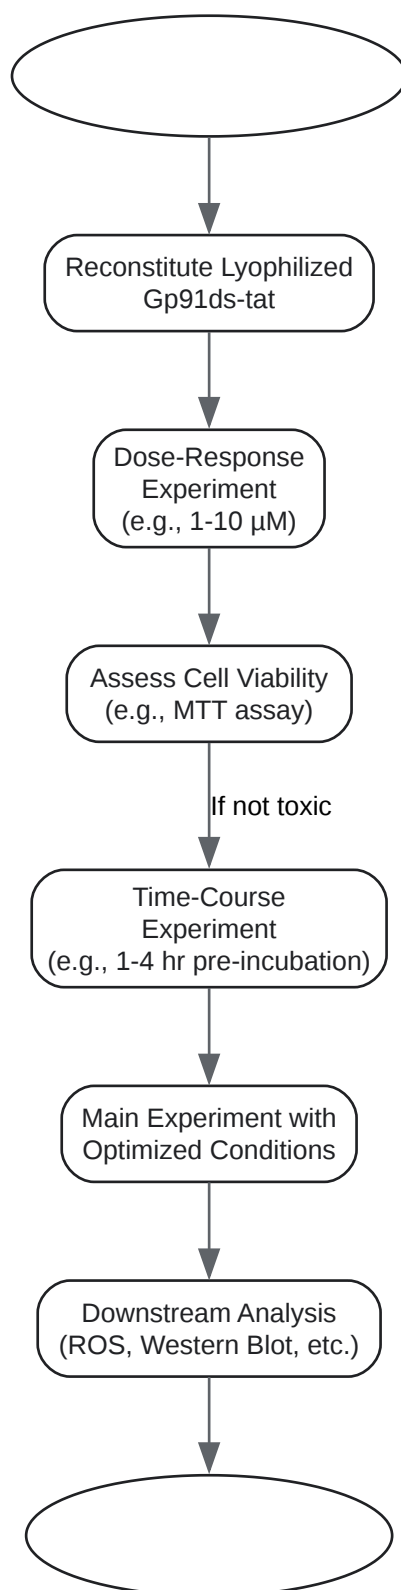 Reconstitute Lyophilized
Gp91ds-tat
Dose-Response
Experiment
(e.g., 1-10 µM)
Assess Cell Viability
(e.g., MTT assay)
If not toxic
Time-Course
Experiment
(e.g., 1-4 hr pre-incubation)
Main Experiment with
Optimized Conditions
Downstream Analysis
(ROS, Western Blot, etc.)